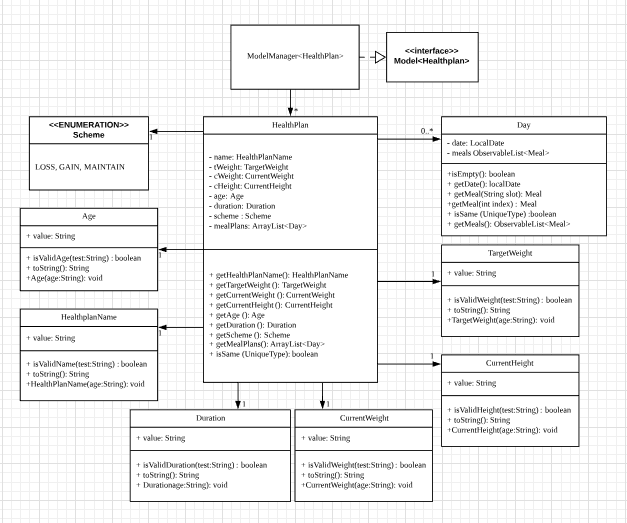 ModelManager<HealthPlan>
<<interface>>
Model<Healthplan>
*
<<ENUMERATION>>
Scheme
LOSS, GAIN, MAINTAIN
1
HealthPlan
- name: HealthPlanName
- tWeight: TargetWeight
- cWeight: CurrentWeight
- cHeight: CurrentHeight
- age: Age
- duration: Duration
- scheme : Scheme
- mealPlans: ArrayList<Day>
+ getHealthPlanName(): HealthPlanName
+ getTargetWeight (): TargetWeight
+ getCurrentWeight (): CurrentWeight
+ getCurrentHeight (): CurrentHeight
+ getAge (): Age
+ getDuration (): Duration
+ getScheme (): Scheme
+ getMealPlans(): ArrayList<Day>
+ isSame (UniqueType): boolean
0..*
Day
- date: LocalDate
- meals ObservableList<Meal>
+isEmpty(): boolean
+ getDate(): localDate
+ getMeal(String slot): Meal
+getMeal(int index) : Meal
+ isSame (UniqueType) :boolean
+ getMeals(): ObservableList<Meal>
Age
+ value: String
+ isValidAge(test:String) : boolean
+ toString(): String
+Age(age:String): void
1
TargetWeight
+ value: String
+ isValidWeight(test:String) : boolean
+ toString(): String
+TargetWeight(age:String): void
1
HealthplanName
+ value: String
+ isValidName(test:String) : boolean
+ toString(): String
+HealthPlanName(age:String): void
1
CurrentHeight
+ value: String
+ isValidHeight(test:String) : boolean
+ toString(): String
+CurrentHeight(age:String): void
1
Duration
+ value: String
+ isValidDuration(test:String) : boolean
+ toString(): String
+ Durationage:String): void
1
CurrentWeight
+ value: String
+ isValidWeight(test:String) : boolean
+ toString(): String
+CurrentWeight(age:String): void
1